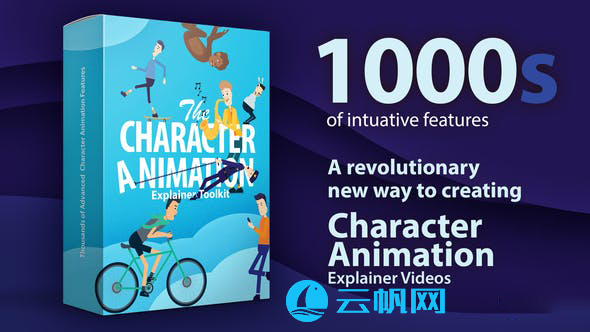 Thousands of Advanced Character Animation Features
The
CHARACTER
ANIMATION
Explainer Toolkit
1000s
of intuative features
A revolutionary
new way to creating
Character
Animation
Explainer Videos
云帆网